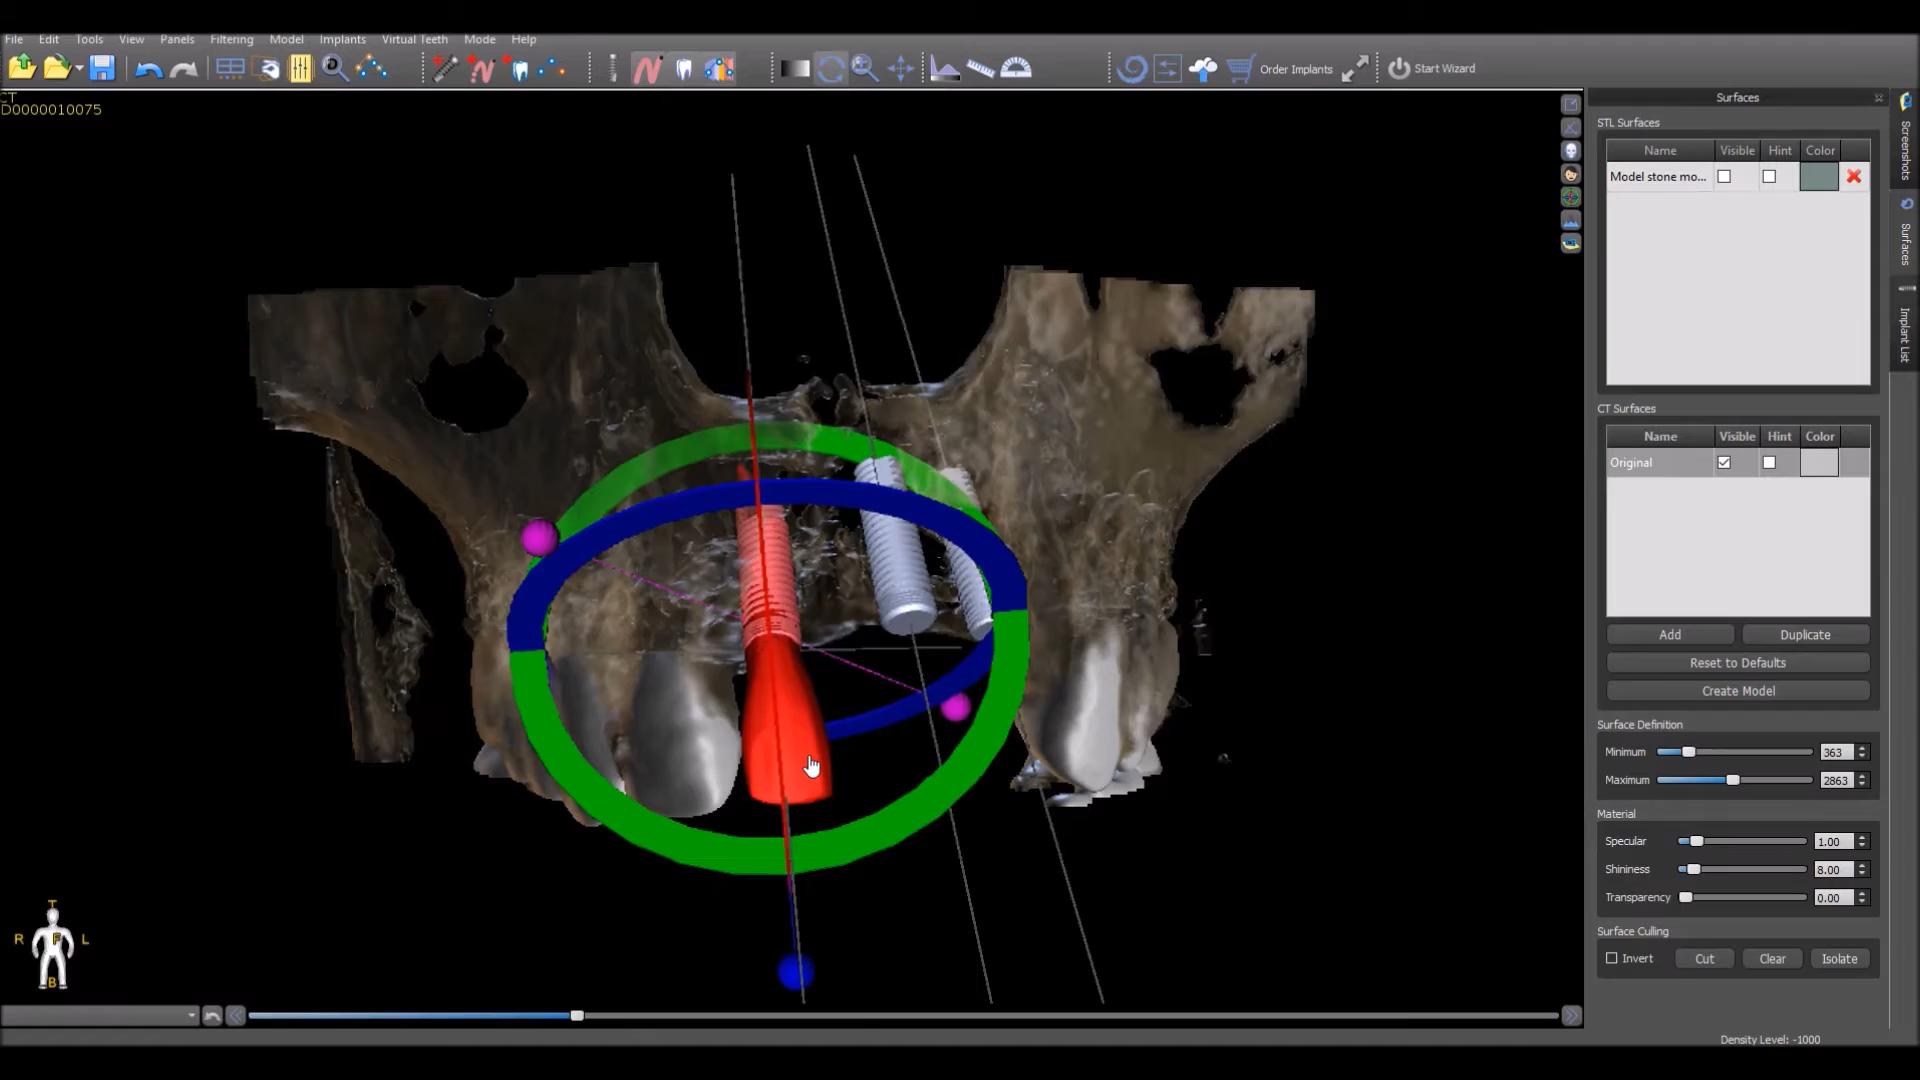 File Edit Tools View Panels Filtering Model Implants Virtual Teeth Mode Help
Order Implants Start Wizard
CT
D0000010075
Surfaces
STL Surfaces
Name Visible Hint Color
Model stone mo...
CT Surfaces
Name Visible Hint Color
Original
Add Duplicate
Reset to Defaults
Create Model
Surface Definition
Minimum 363
Maximum 2863
Material
Specular 1.00
Shininess 8.00
Transparency 0.00
Surface Culling
Invert Cut Clear Isolate
Screenshots
Surfaces
Implant List
T
R F L
B
Density Level: -1000